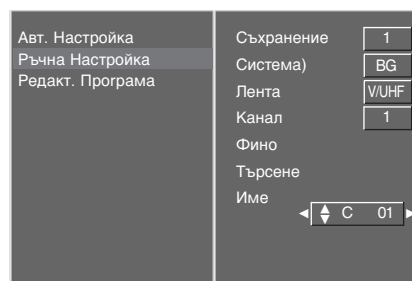 Авт. Настройка
Ръчна Настройка
Редакт. Програма
Съхранение 1
Система) BG
Лента V/UHF
Канал 1
Фино
Търсене
Име
C 01